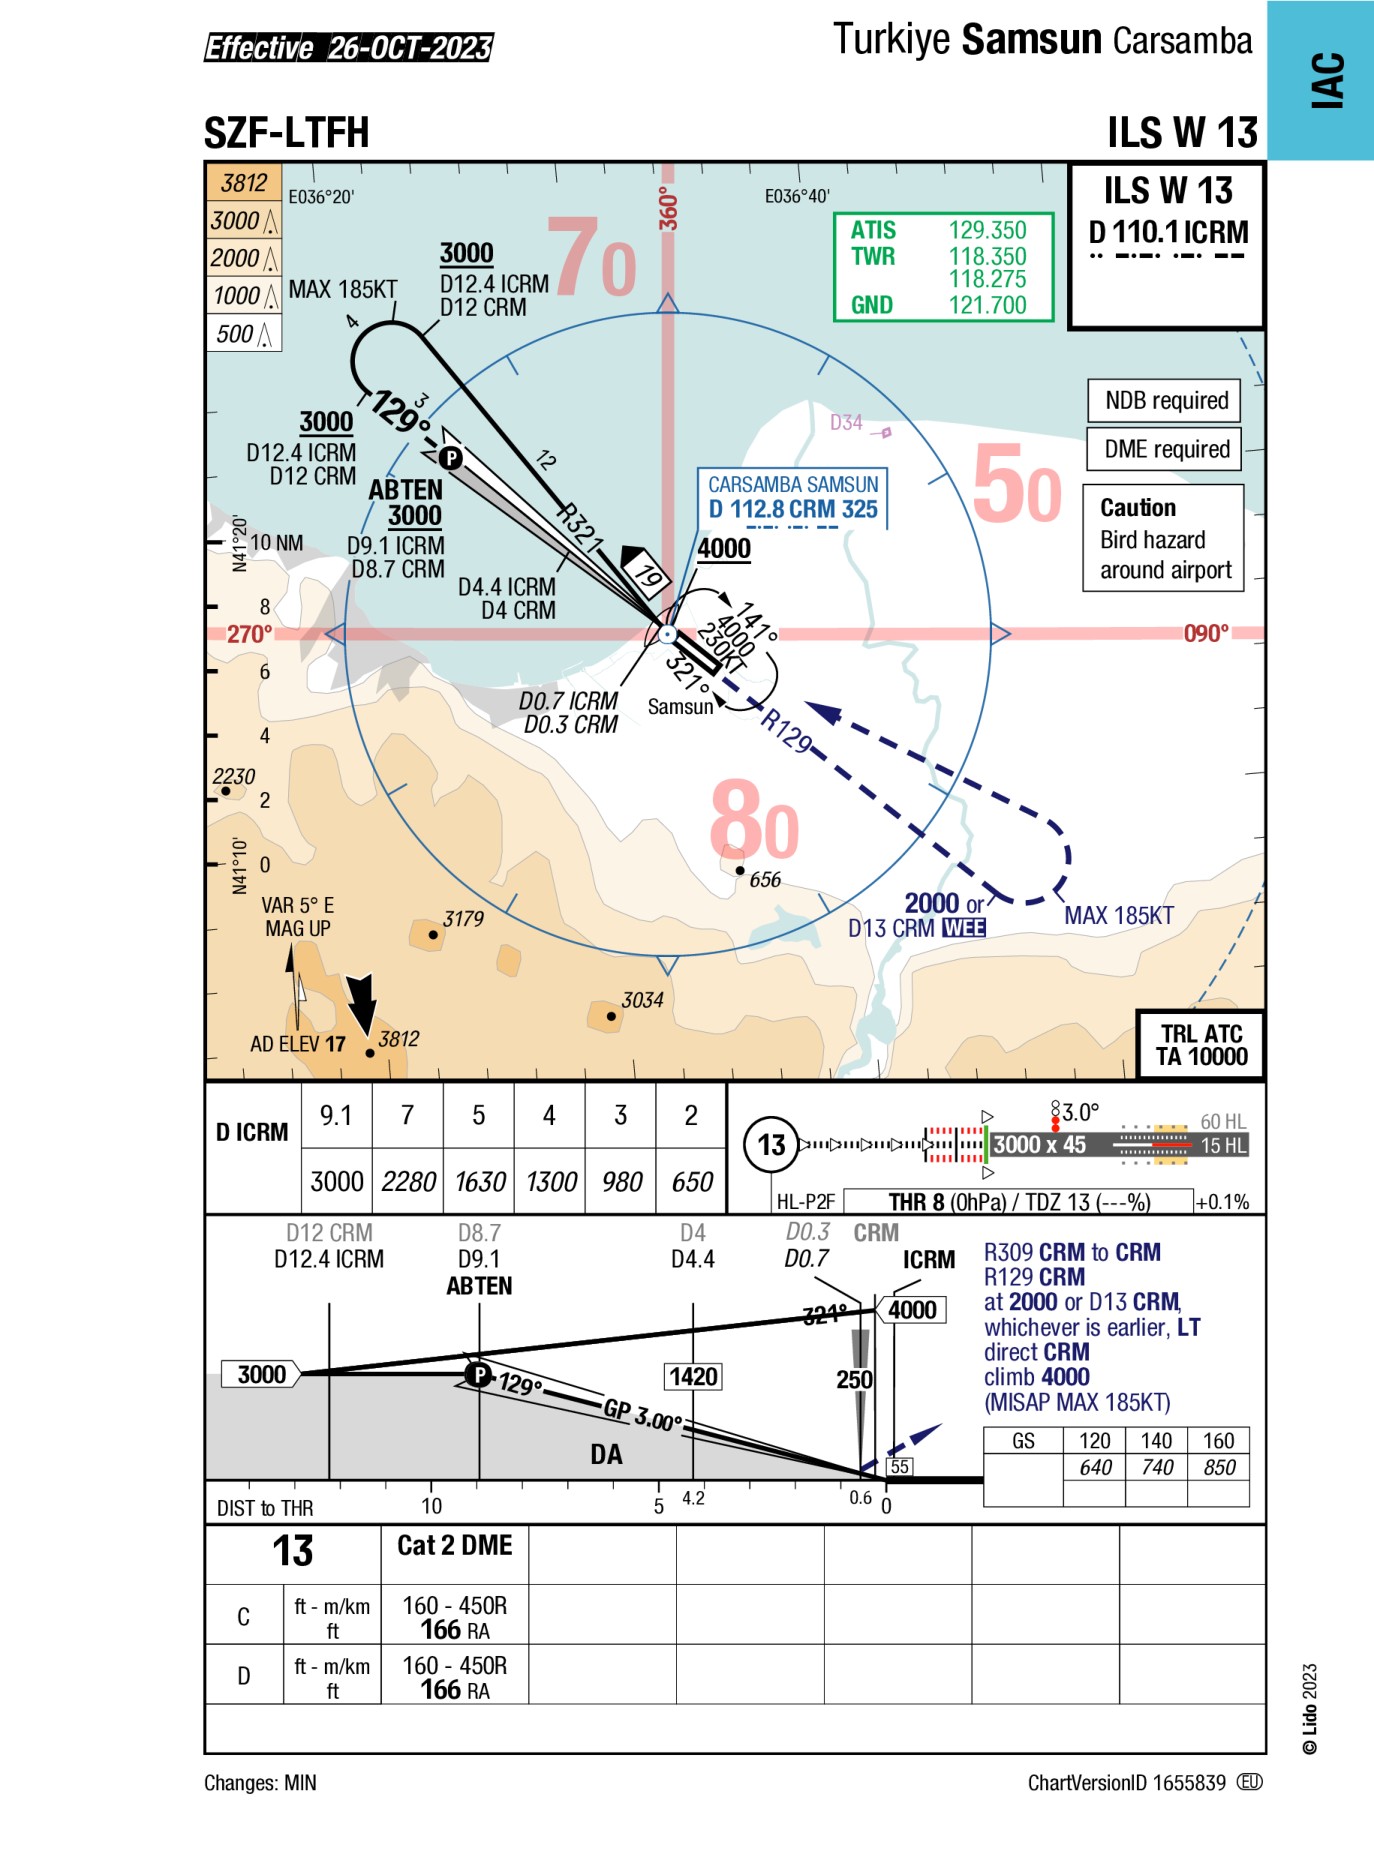 Effective 26-OCT-2023
Turkiye Samsun Carsamba
IAC
SZF-LTFH
ILS W 13
3812
3000
2000
1000
500
E036°20'
E036°40'
360°
70
ATIS 129.350
TWR 118.350
118.275
GND 121.700
ILS W 13
D 110.1 ICRM
3000
D12.4 ICRM
D12 CRM
MAX 185KT
4
3
129°
3000
D12.4 ICRM
D12 CRM
P
12
D34
50
NDB required
DME required
Caution
Bird hazard
around airport
CARSAMBA SAMSUN
D 112.8 CRM 325
ABTEN
3000
D9.1 ICRM
D8.7 CRM
R321
4000
19
D4.4 ICRM
D4 CRM
N41°20'
10 NM
8
6
4
2
0
N41°10'
270°
090°
141°
4000
230KT
321°
D0.7 ICRM
D0.3 CRM
Samsun
R129
2230
80
656
2000 or
D13 CRM WEE
MAX 185KT
VAR 5° E
MAG UP
3179
3034
AD ELEV 17
3812
TRL ATC
TA 10000
D ICRM 9.1 7 5 4 3 2
3000 2280 1630 1300 980 650
13
3.0°
3000 x 45
60 HL
15 HL
HL-P2F
THR 8 (0hPa) / TDZ 13 (---%)
+0.1%
D12 CRM D8.7 D4 D0.3 CRM
D12.4 ICRM D9.1 D4.4 D0.7 ICRM
ABTEN
321°
4000
3000
P
129°
GP 3.00°
1420
250
DA
55
DIST to THR 10 5 4.2 0.6 0
R309 CRM to CRM
R129 CRM
at 2000 or D13 CRM,
whichever is earlier, LT
direct CRM
climb 4000
(MISAP MAX 185KT)
GS 120 140 160
640 740 850
13 Cat 2 DME
C ft - m/km 160 - 450R
ft 166 RA
D ft - m/km 160 - 450R
ft 166 RA
© Lido 2023
Changes: MIN
ChartVersionID 1655839 EU